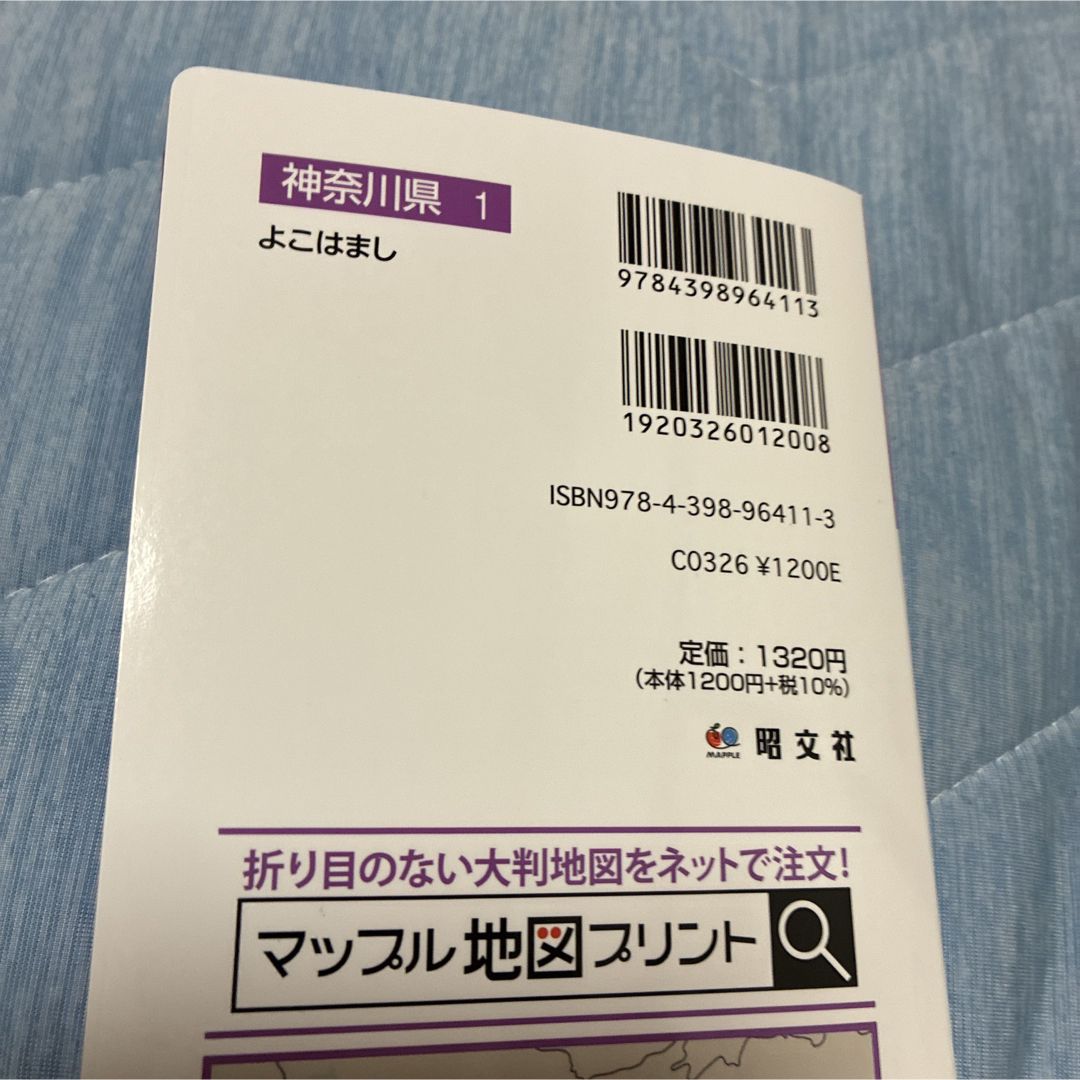 神奈川県 1
よこはまし
9784398964113
1920326012008
ISBN978-4-398-96411-3
C0326 ¥1200E
定価：1320円
(本体1200円+税10%)
MAPPLE 昭文社
折り目のない大判地図をネットで注文!
マップル地図プリント